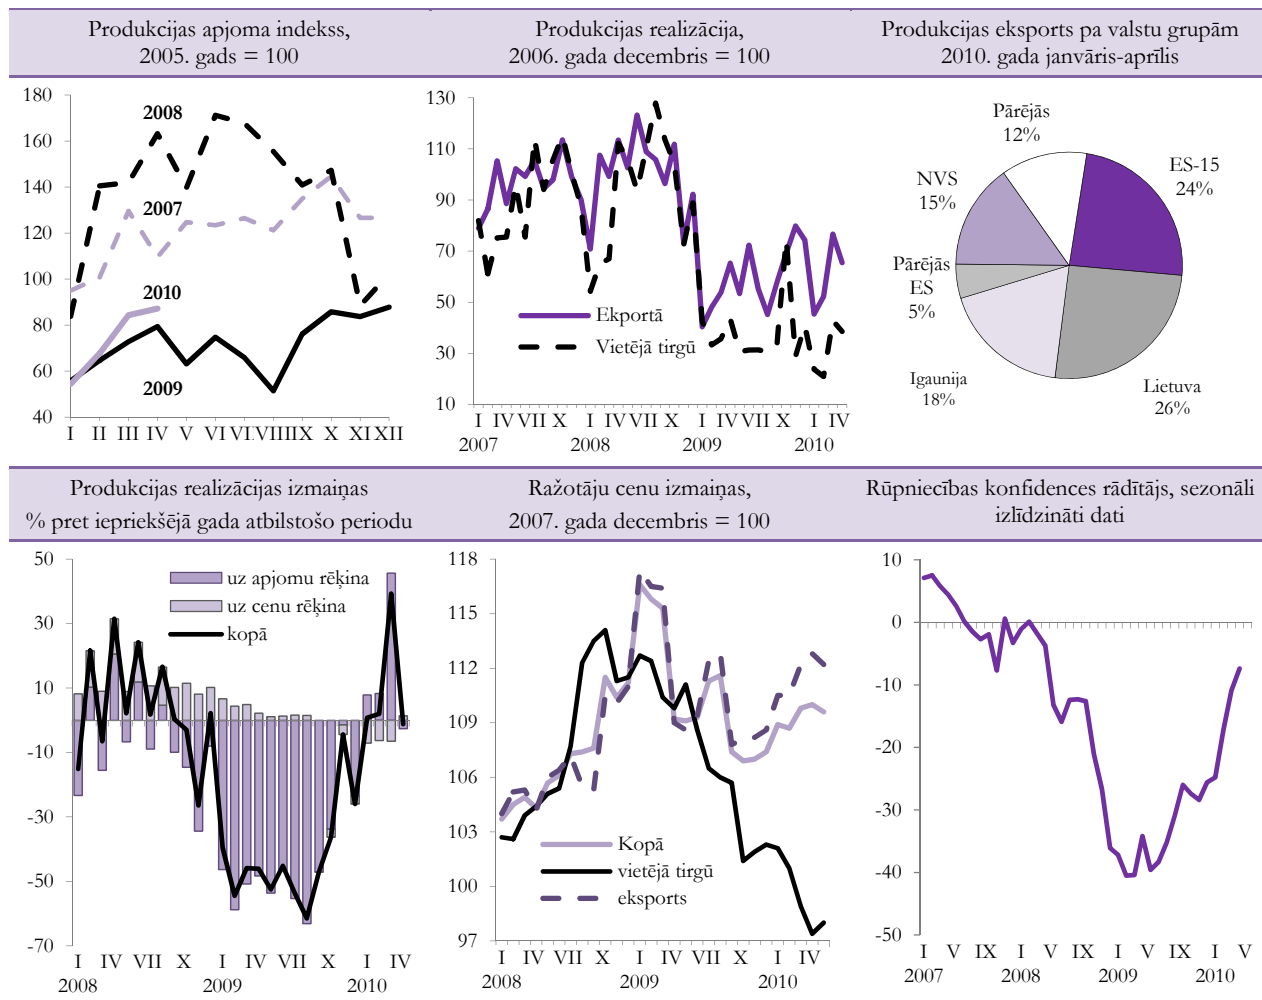 Produkcijas apjoma indekss,
2005. gads = 100
180
160
140
120
100
80
60
40
2008
2007
2010
2009
I II III IV V VI VII VIII IX X XI XII
Produkcijas realizācija,
2006. gada decembris = 100
130
110
90
70
50
30
10
Ekportā
Vietējā tirgū
I IV VII X I IV VII X I IV VII X I IV
2007 2008 2009 2010
Produkcijas eksports pa valstu grupām
2010. gada janvāris-aprīlis
Pārējās
12%
ES-15
24%
NVS
15%
Pārējās
ES
5%
Igaunija
18%
Lietuva
26%
Produkcijas realizācijas izmaiņas
% pret iepriekšējā gada atbilstošo periodu
50
30
10
-10
-30
-50
-70
uz apjomu rēķina
uz cenu rēķina
kopā
I IV VII X I IV VII X I IV
2008 2009 2010
Ražotāju cenu izmaiņas,
2007. gada decembris = 100
118
115
112
109
106
103
100
97
Kopā
vietējā tirgū
eksports
I IV VII X I IV VII X I IV
2008 2009 2010
Rūpniecības konfidences rādītājs, sezonāli
izlīdzināti dati
10
0
-10
-20
-30
-40
-50
I V IX I V IX I V IX I V
2007 2008 2009 2010